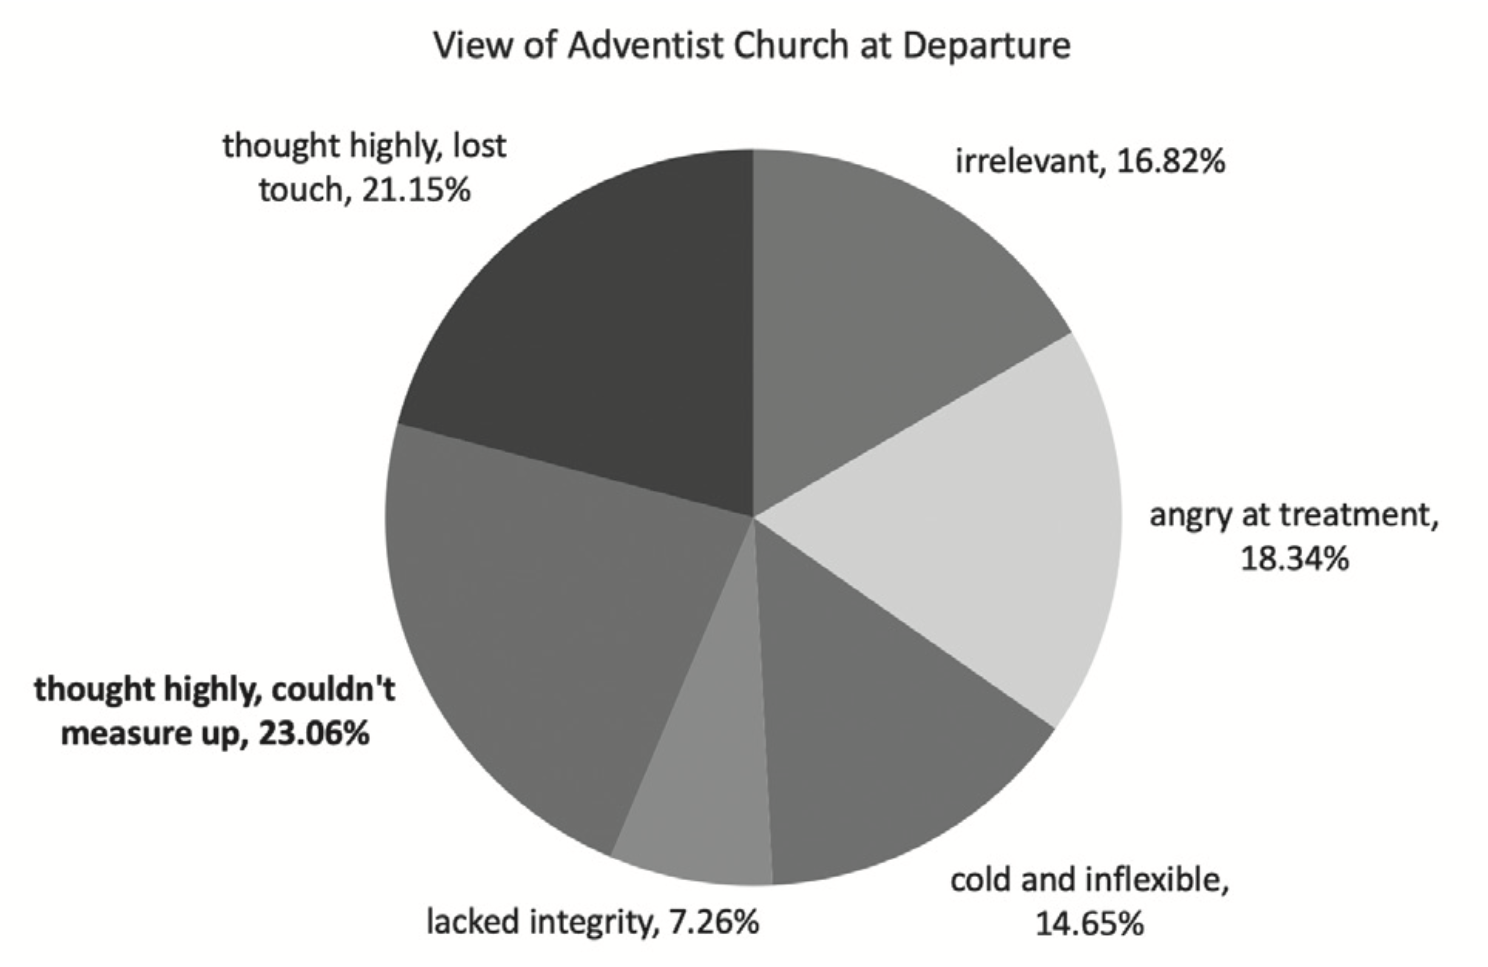 View of Adventist Church at Departure
thought highly, lost
touch, 21.15%
irrelevant, 16.82%
angry at treatment,
18.34%
thought highly, couldn't
measure up, 23.06%
cold and inflexible,
14.65%
lacked integrity, 7.26%